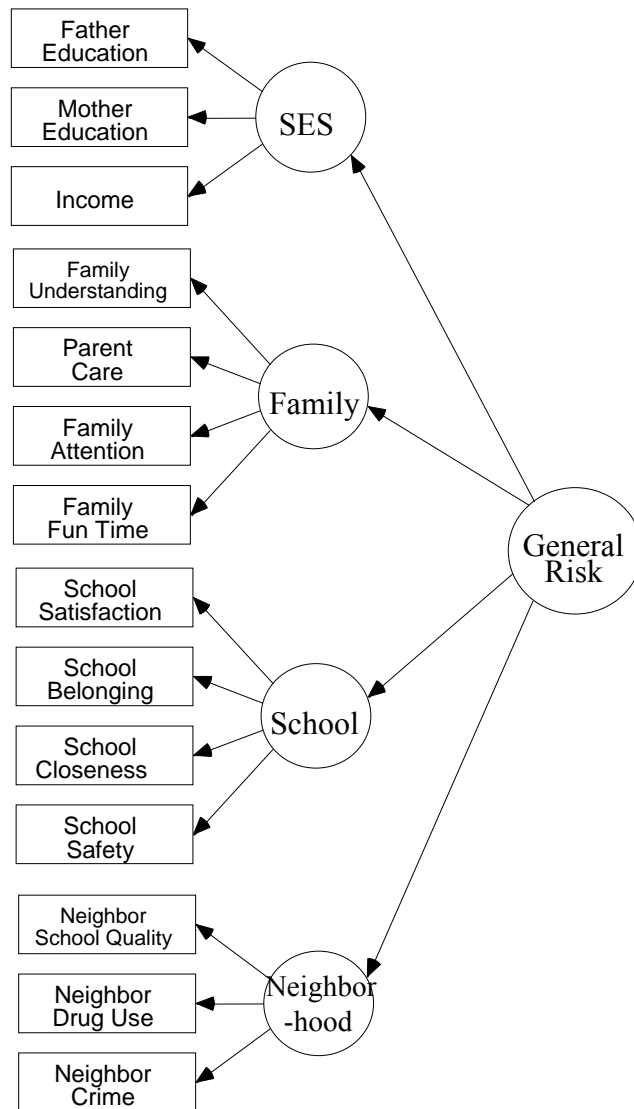 Father
Education
Mother
Education
Income
SES
Family
Understanding
Parent
Care
Family
Attention
Family
Fun Time
Family
General
Risk
School
Satisfaction
School
Belonging
School
Closeness
School
Safety
School
Neighbor
School Quality
Neighbor
Drug Use
Neighbor
Crime
Neighbor
-hood